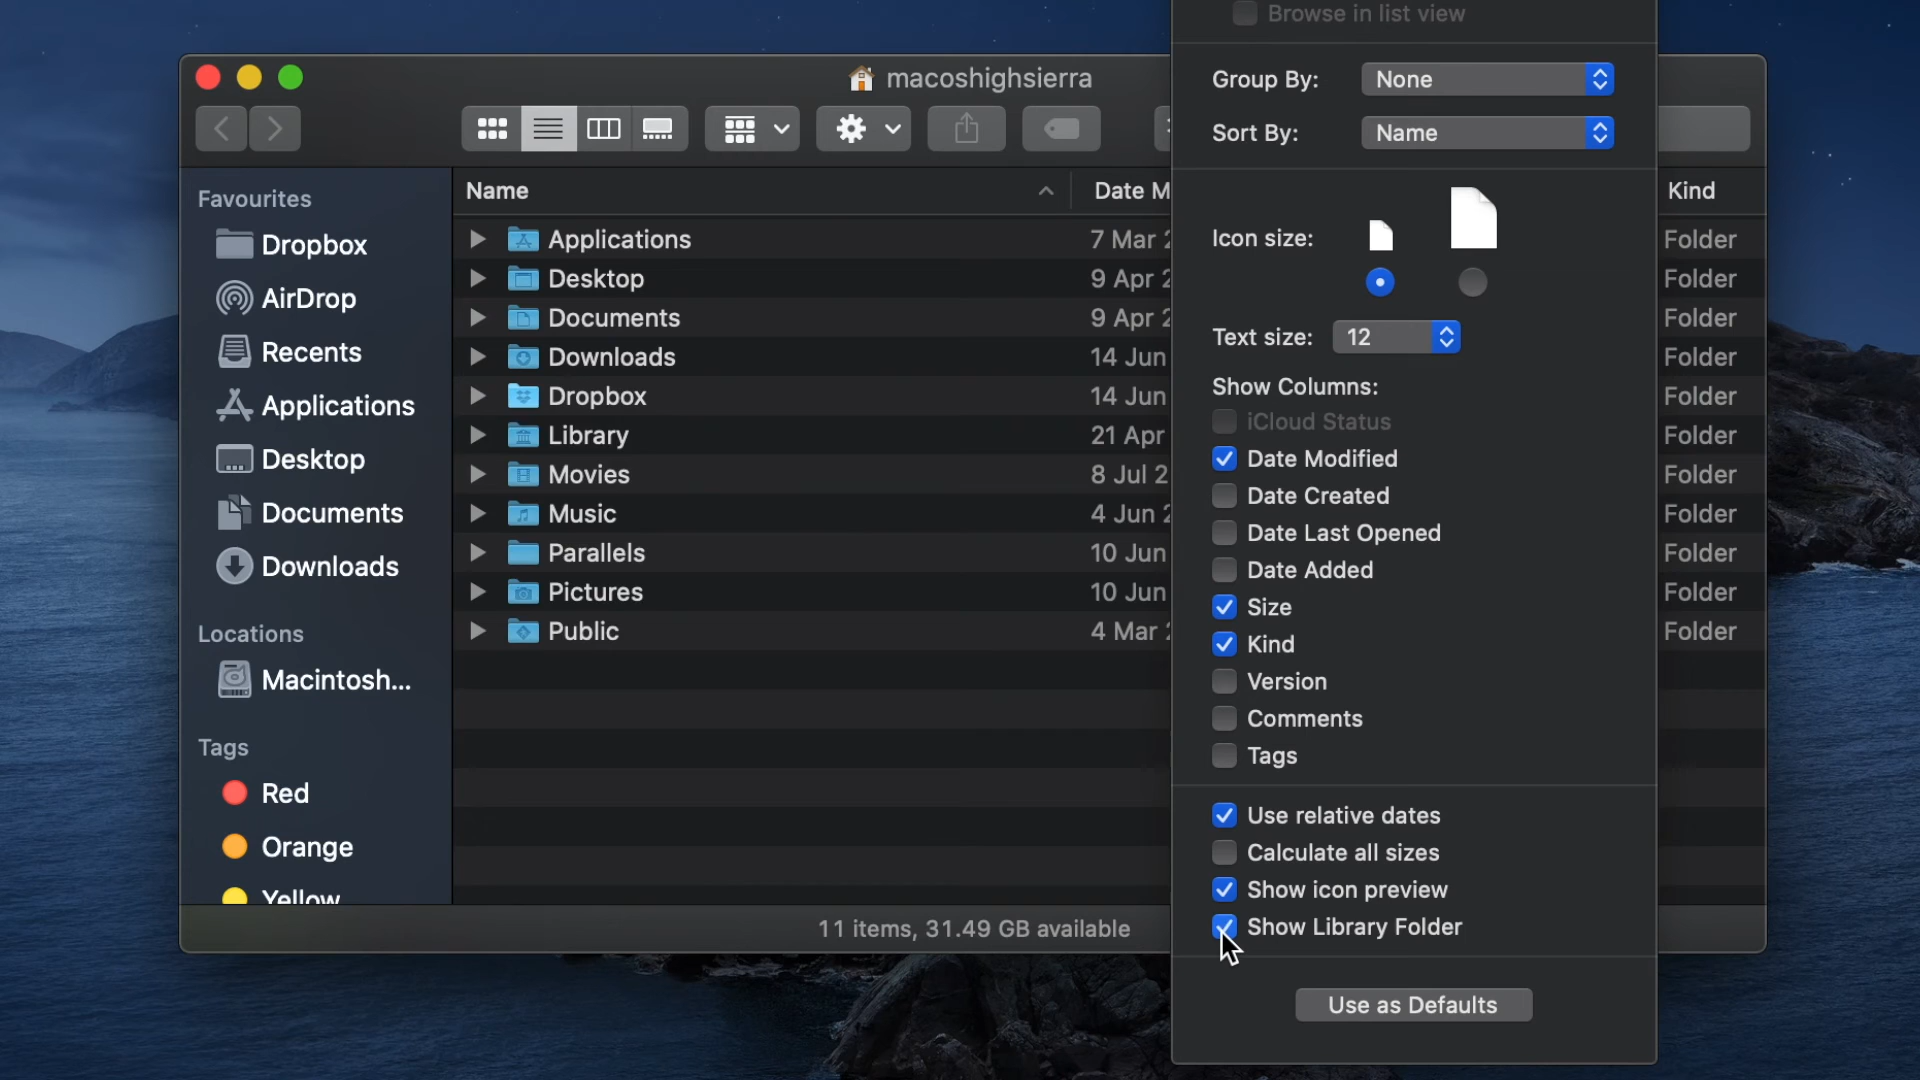 Browse in list view
macoshighsierra
Group By: None
Sort By: Name
Favourites
Dropbox
AirDrop
Recents
Applications
Desktop
Documents
Downloads
Locations
Macintosh...
Tags
Red
Orange
Yellow
Name Date M Kind
Applications 7 Mar 2 Folder
Desktop 9 Apr 2 Folder
Documents 9 Apr 2 Folder
Downloads 14 Jun Folder
Dropbox 14 Jun Folder
Library 21 Apr Folder
Movies 8 Jul 2 Folder
Music 4 Jun 2 Folder
Parallels 10 Jun Folder
Pictures 10 Jun Folder
Public 4 Mar 2 Folder
11 items, 31.49 GB available
Icon size:
Text size: 12
Show Columns:
iCloud Status
Date Modified
Date Created
Date Last Opened
Date Added
Size
Kind
Version
Comments
Tags
Use relative dates
Calculate all sizes
Show icon preview
Show Library Folder
Use as Defaults